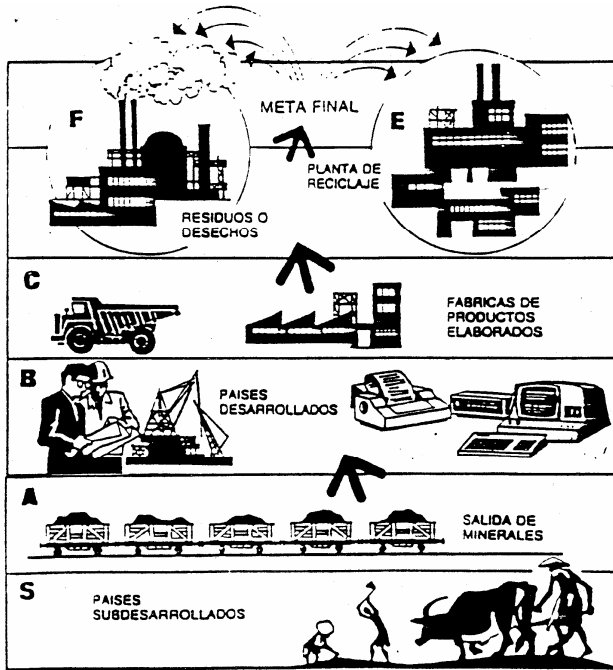 F
META FINAL
E
PLANTA DE
RECICLAJE
RESIDUOS O
DESECHOS
C
FABRICAS DE
PRODUCTOS
ELABORADOS
B
PAISES
DESARROLLADOS
A
SALIDA DE
MINERALES
S
PAISES
SUBDESARROLLADOS